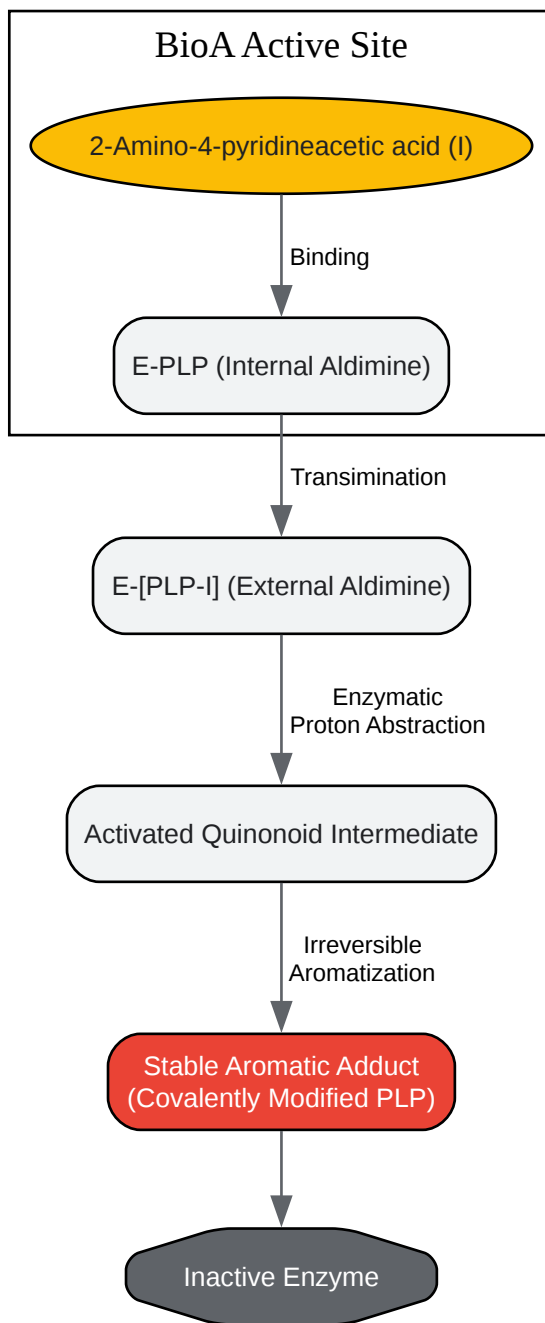 BioA Active Site
2-Amino-4-pyridineacetic acid (I)
Binding
E-PLP (Internal Aldimine)
Transimination
E-[PLP-I] (External Aldimine)
Enzymatic
Proton Abstraction
Activated Quinonoid Intermediate
Irreversible
Aromatization
Stable Aromatic Adduct
(Covalently Modified PLP)
Inactive Enzyme